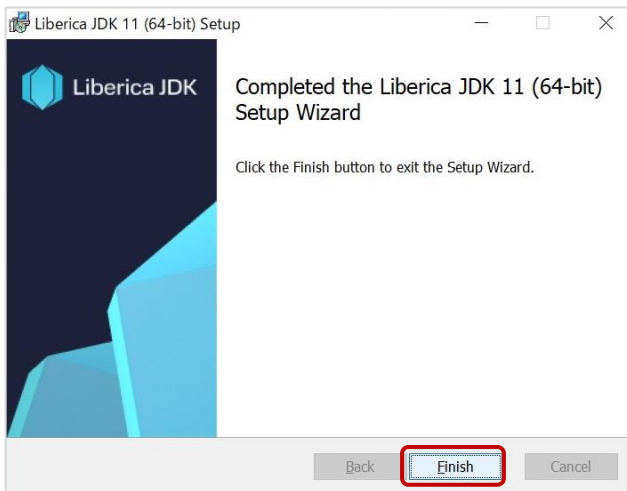 Liberica JDK 11 (64-bit) Setup
Liberica JDK
Completed the Liberica JDK 11 (64-bit)
Setup Wizard
Click the Finish button to exit the Setup Wizard.
Back
Finish
Cancel